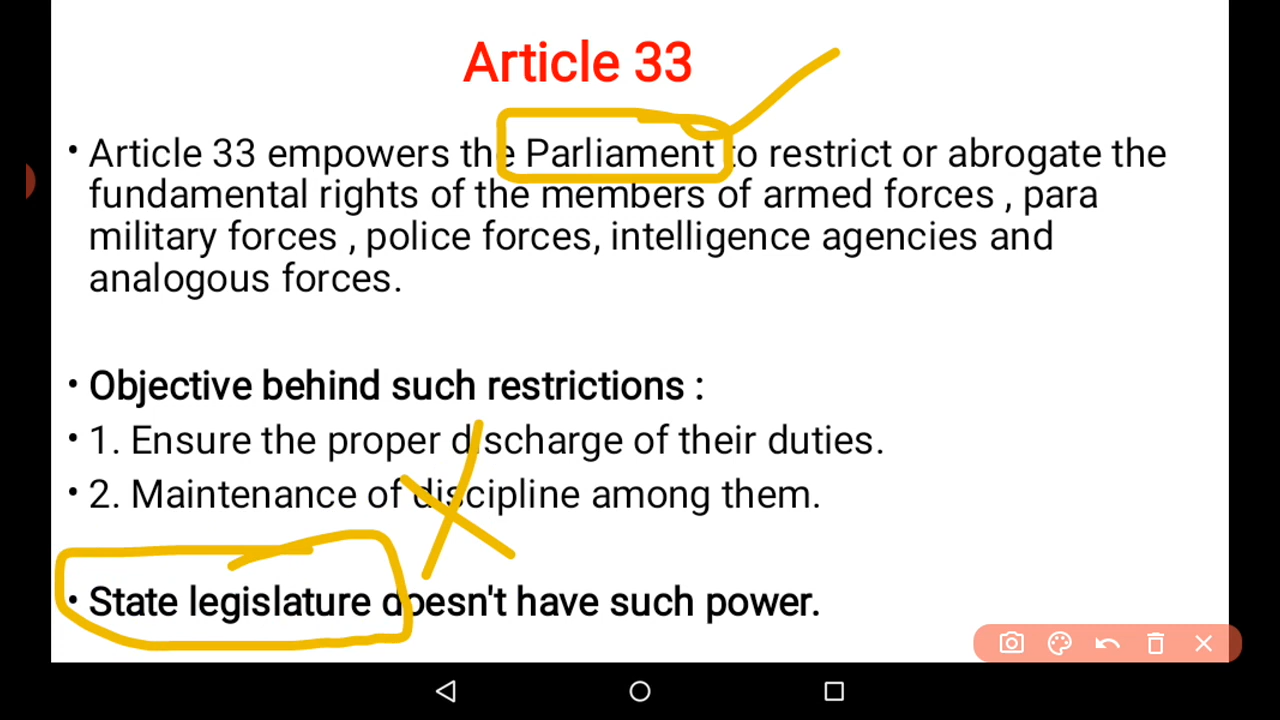 Article 33
• Article 33 empowers the Parliament to restrict or abrogate the
fundamental rights of the members of armed forces , para
military forces , police forces, intelligence agencies and
analogous forces.
• Objective behind such restrictions :
• 1. Ensure the proper discharge of their duties.
• 2. Maintenance of discipline among them.
• State legislature doesn't have such power.